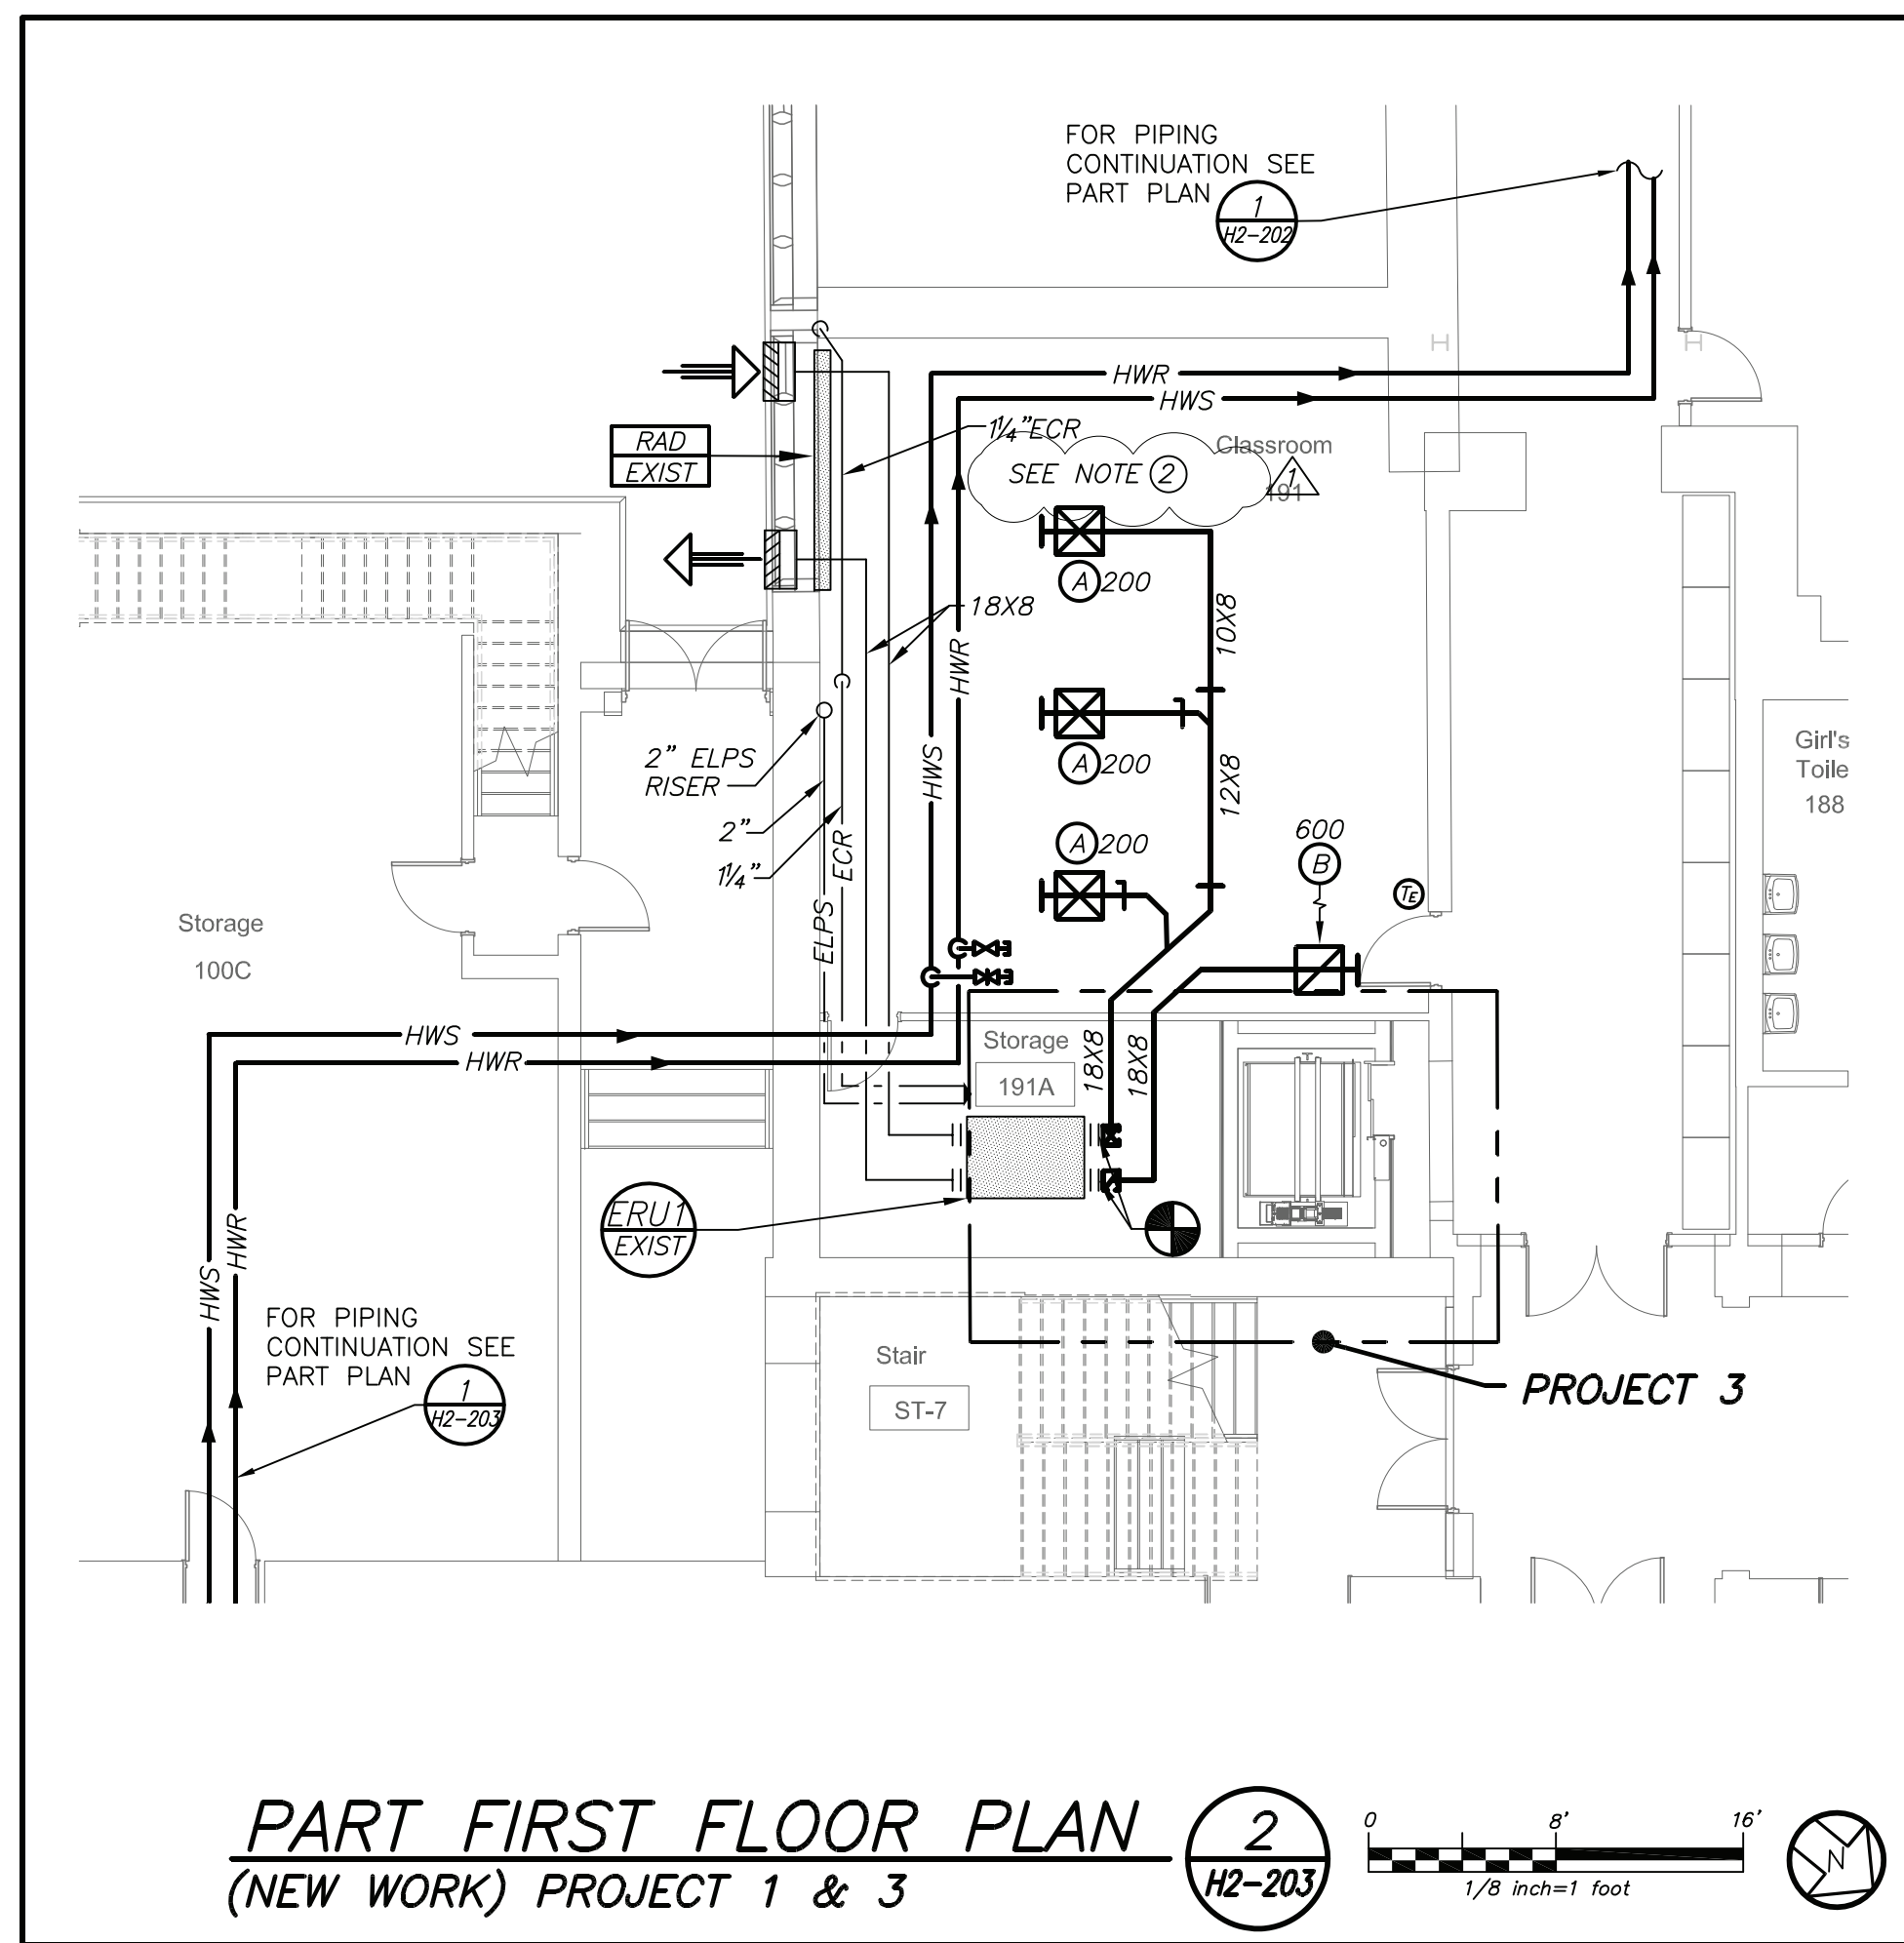 FOR PIPING
CONTINUATION SEE
PART PLAN
1
H2-202
HWR
HWS
RAD
EXIST
1¼"ECR
Classroom
191
1
SEE NOTE 2
A 200
18X8
10X8
HWR
A 200
12X8
HWS
2" ELPS
RISER
2"
1¼"
ECR
ELPS
A 200
600
B
TE
Girl's
Toile
188
Storage
100C
HWS
HWR
Storage
191A
18X8
18X8
ERU1
EXIST
HWS
HWR
FOR PIPING
CONTINUATION SEE
PART PLAN
1
H2-203
Stair
ST-7
PROJECT 3
PART FIRST FLOOR PLAN
(NEW WORK) PROJECT 1 & 3
2
H2-203
0 8' 16'
1/8 inch=1 foot
N